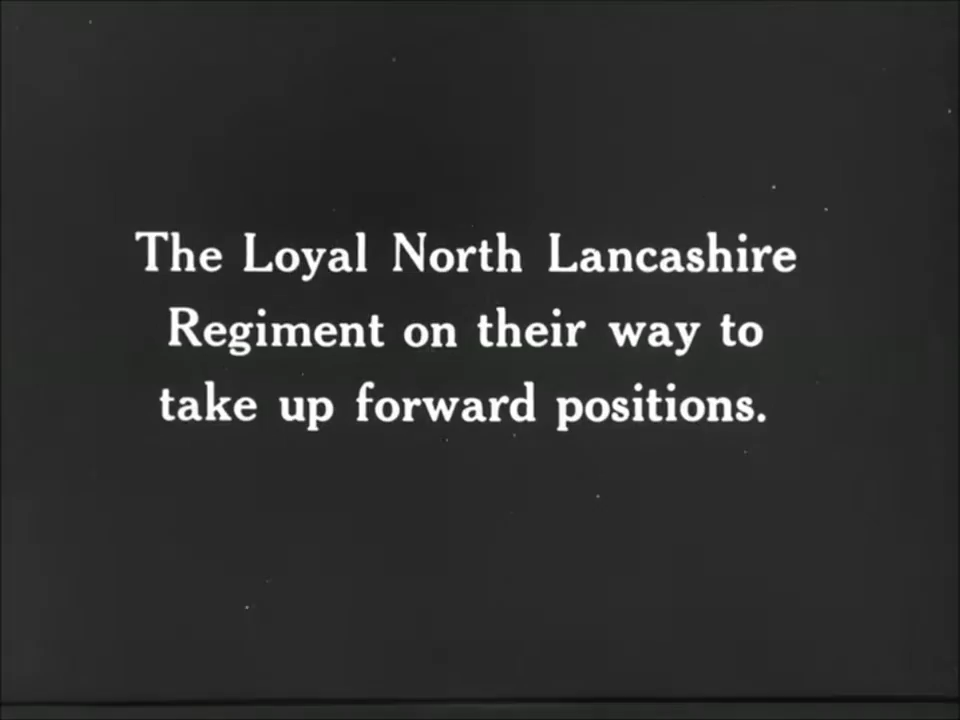 The Loyal North Lancashire
Regiment on their way to
take up forward positions.